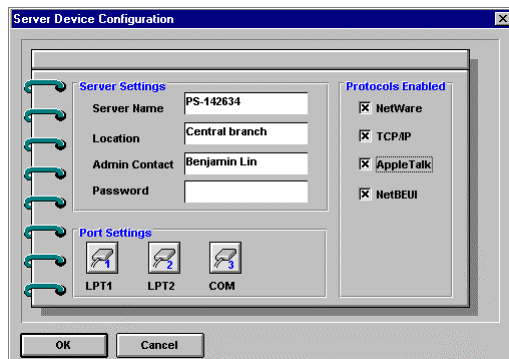 Server Device Configuration
Server Settings
Server Name PS-142634
Location Central branch
Admin Contact Benjamin Lin
Password
Protocols Enabled
NetWare
TCP/IP
AppleTalk
NetBEUI
Port Settings
1 2 3
LPT1 LPT2 COM
OK Cancel